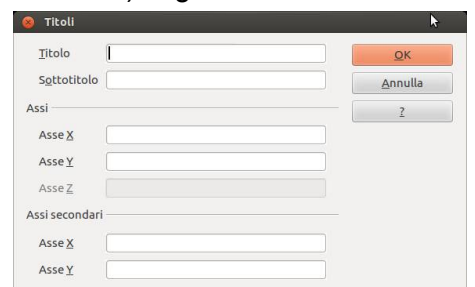 Titoli
Titolo
OK
Sottotitolo
Annulla
Assi
?
Asse X
Asse Y
Asse Z
Assi secondari
Asse X
Asse Y